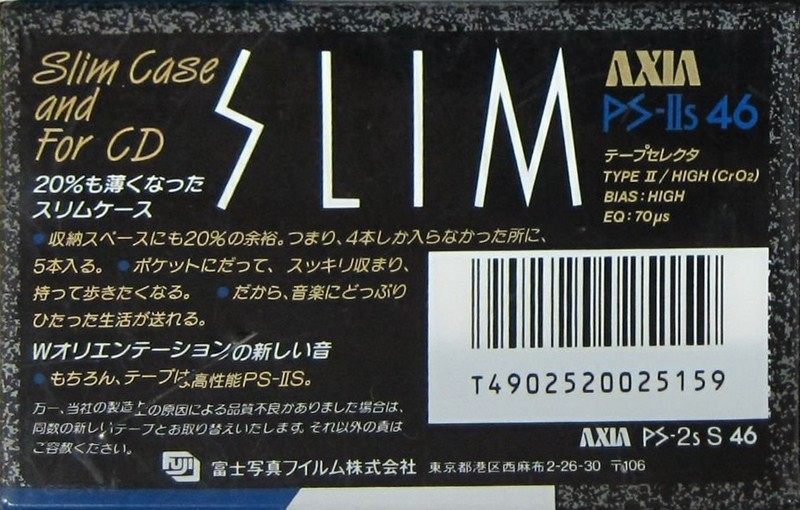 Slim Case
and
For CD
SLIM
AXIA
PS-IIs 46
テープセレクタ
TYPE II / HIGH (CrO2)
BIAS : HIGH
EQ : 70μs
20%も薄くなった
スリムケース
●収納スペースにも20%の余裕。つまり、4本しか入らなかった所に、
5本入る。 ●ポケットにだって、スッキリ収まり、
持って歩きたくなる。 ●だから、音楽にどっぷり
ひたった生活が送れる。
Wオリエンテーションの新しい音
●もちろん、テープは高性能PS-IIS。
万一、当社の製造上の原因による品質不良がありました場合は、
同数の新しいテープとお取り替えいたします。それ以外の責は
ご容赦ください。
T4902520025159
AXIA PS-2s S 46
FUJI 富士写真フイルム株式会社 東京都港区西麻布2-26-30 〒106